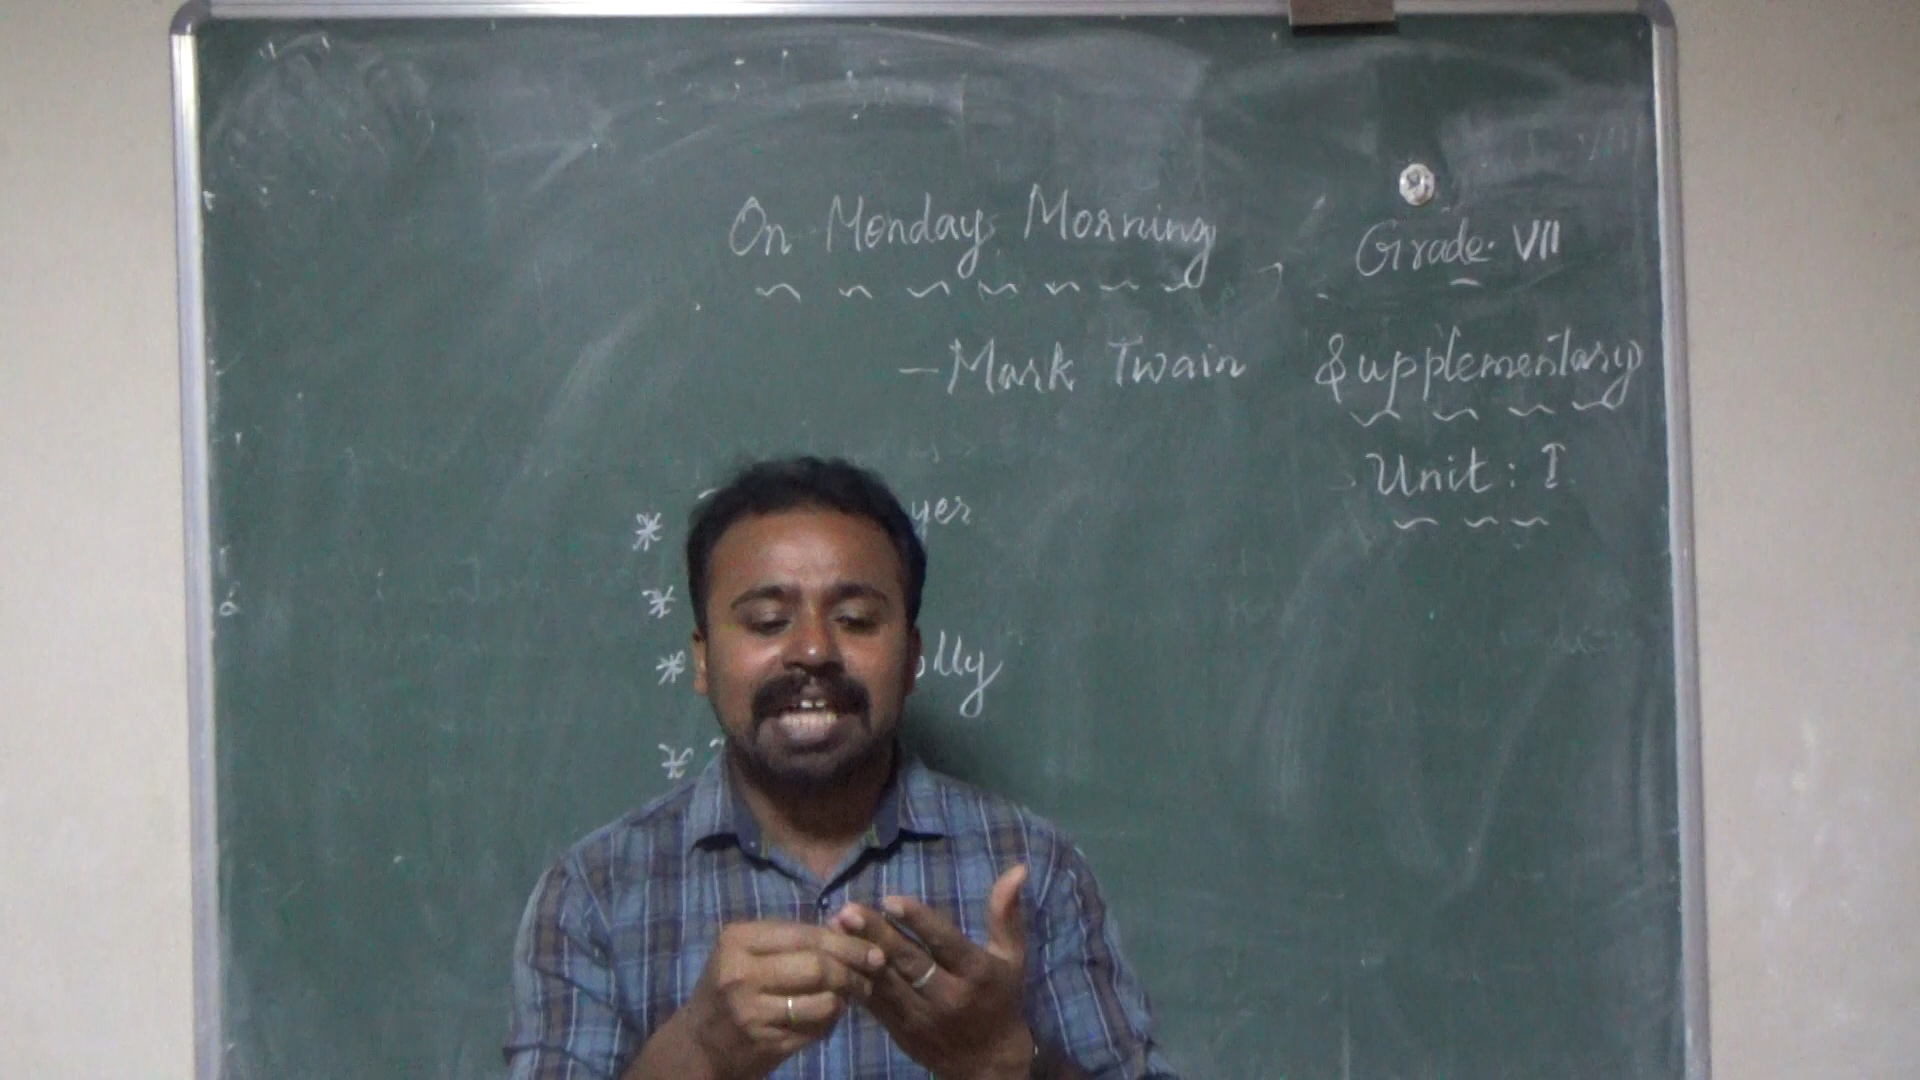 On Monday Morning
Grade. VII
- Mark Twain
Supplementary
Unit : I
*
*
*
*